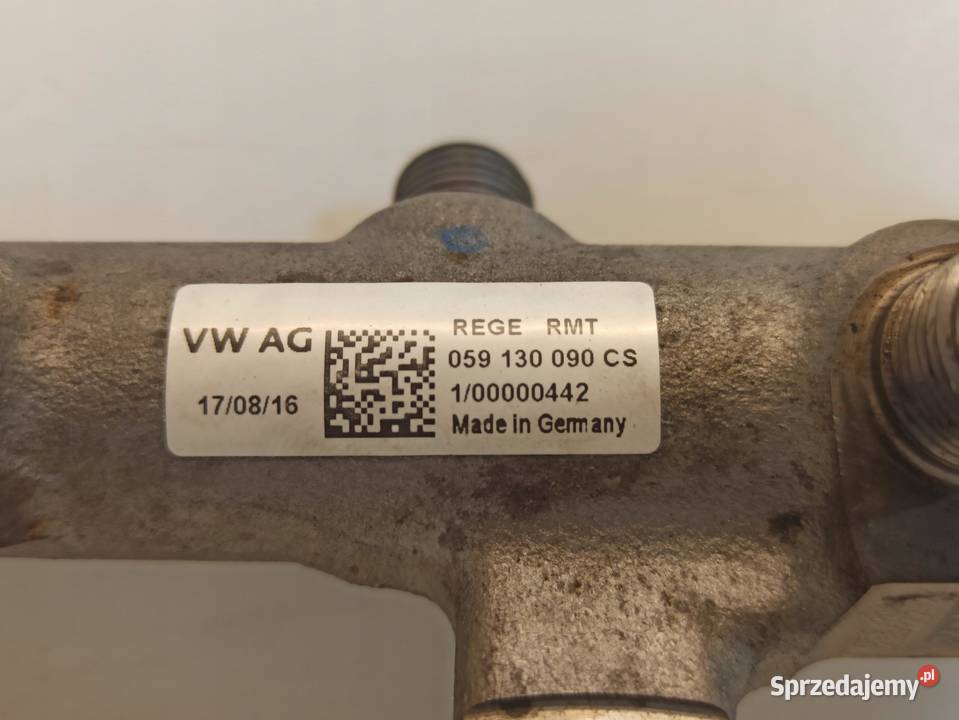 VW AG
17/08/16
REGE RMT
059 130 090 CS
1/00000442
Made in Germany
Sprzedajemy.pl